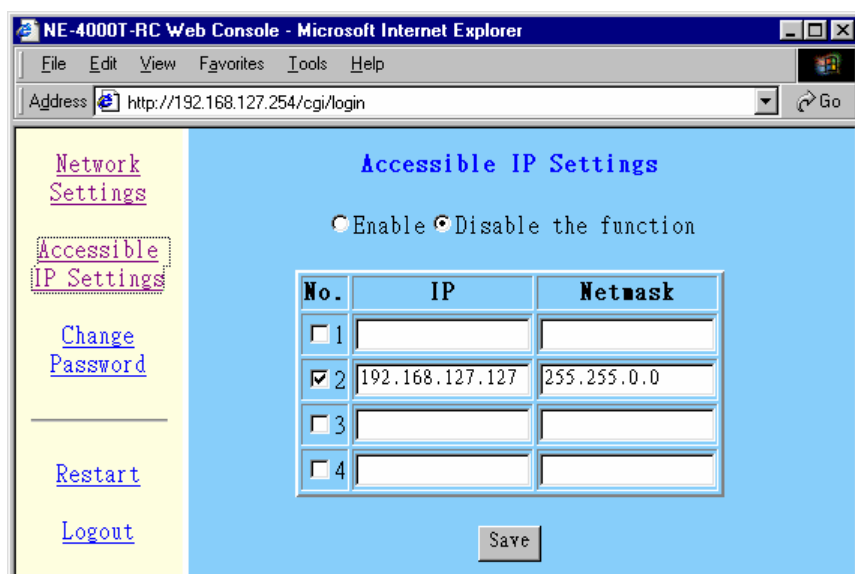 NE-4000T-RC Web Console - Microsoft Internet Explorer
File Edit View Favorites Tools Help
Address http://192.168.127.254/cgi/login Go
Network
Settings
Accessible
IP Settings
Change
Password
Restart
Logout
Accessible IP Settings
Enable Disable the function
No. IP Netmask
1
2 192.168.127.127 255.255.0.0
3
4
Save